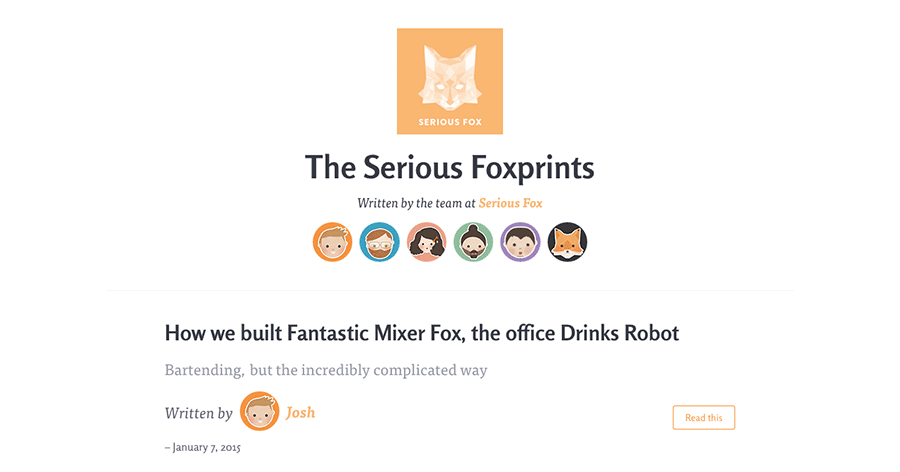 SERIOUS FOX
The Serious Foxprints
Written by the team at Serious Fox
How we built Fantastic Mixer Fox, the office Drinks Robot
Bartending, but the incredibly complicated way
Written by Josh
Read this
– January 7, 2015